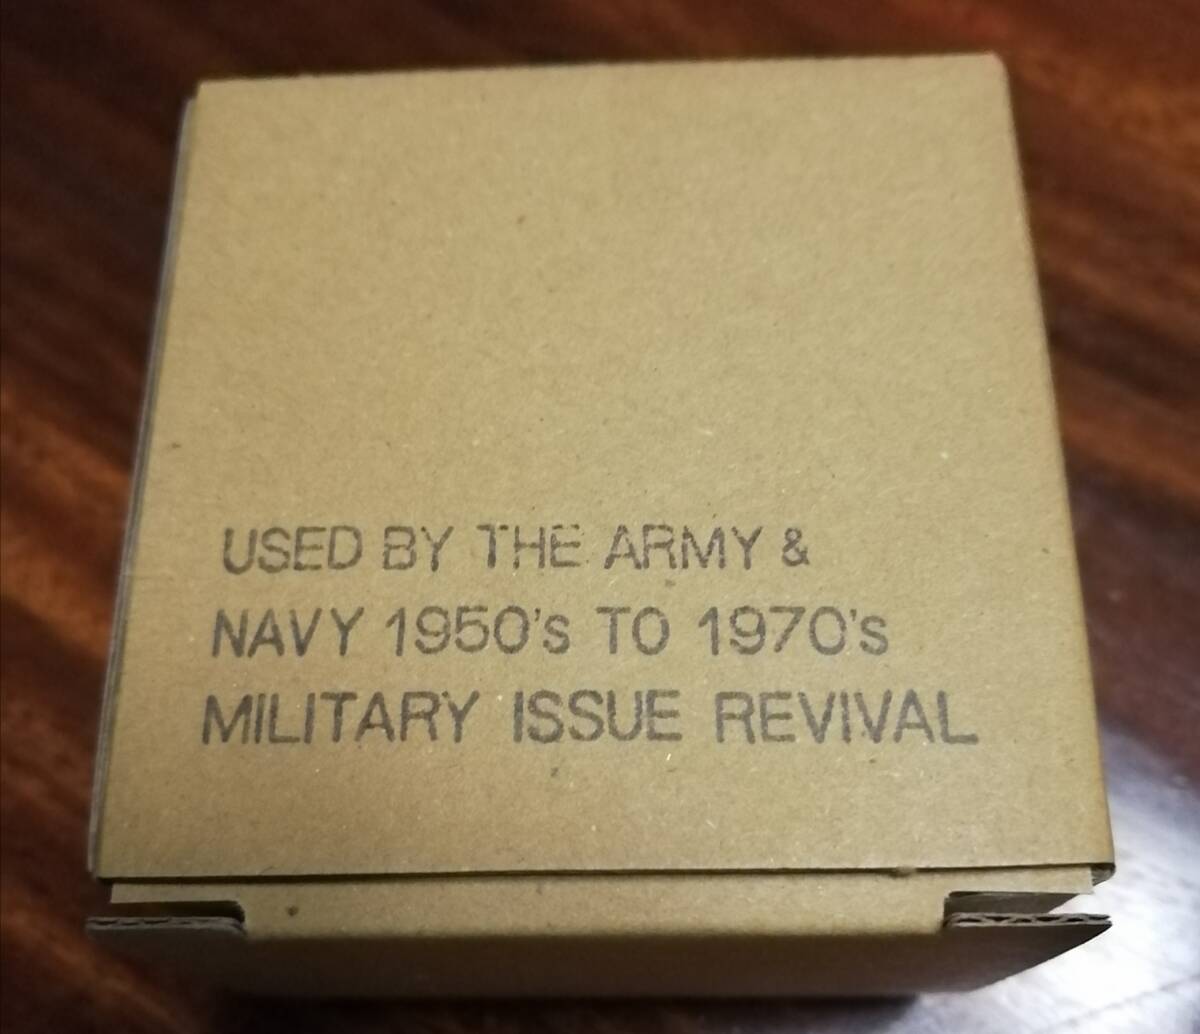 USED BY THE ARMY &
NAVY 1950's TO 1970's
MILITARY ISSUE REVIVAL